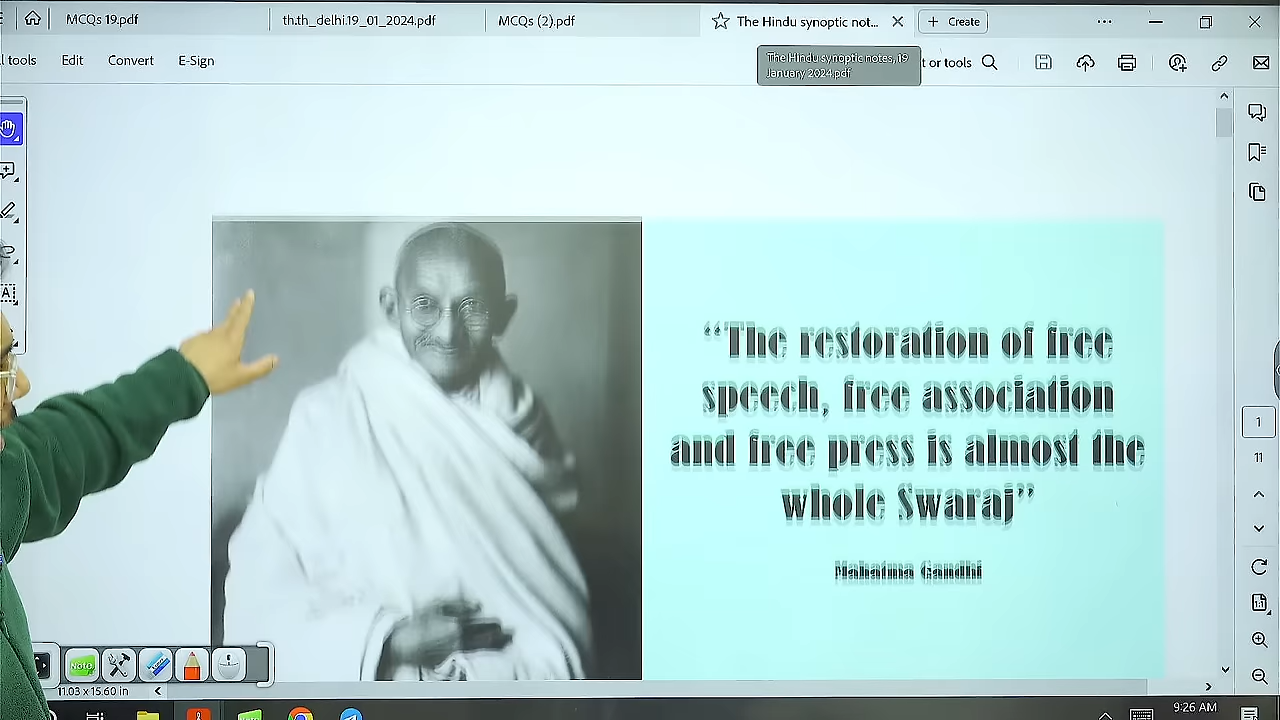 MCQs 19.pdf
th.th_delhi.19_01_2024.pdf
MCQs (2).pdf
The Hindu synoptic not...
Create
l tools
Edit
Convert
E-Sign
The Hindu synoptic notes, 19
January 2024.pdf
t or tools
“The restoration of free
speech, free association
and free press is almost the
whole Swaraj”
Mahatma Gandhi
1
11
Note
11.03 x 15.60 in
9:26 AM